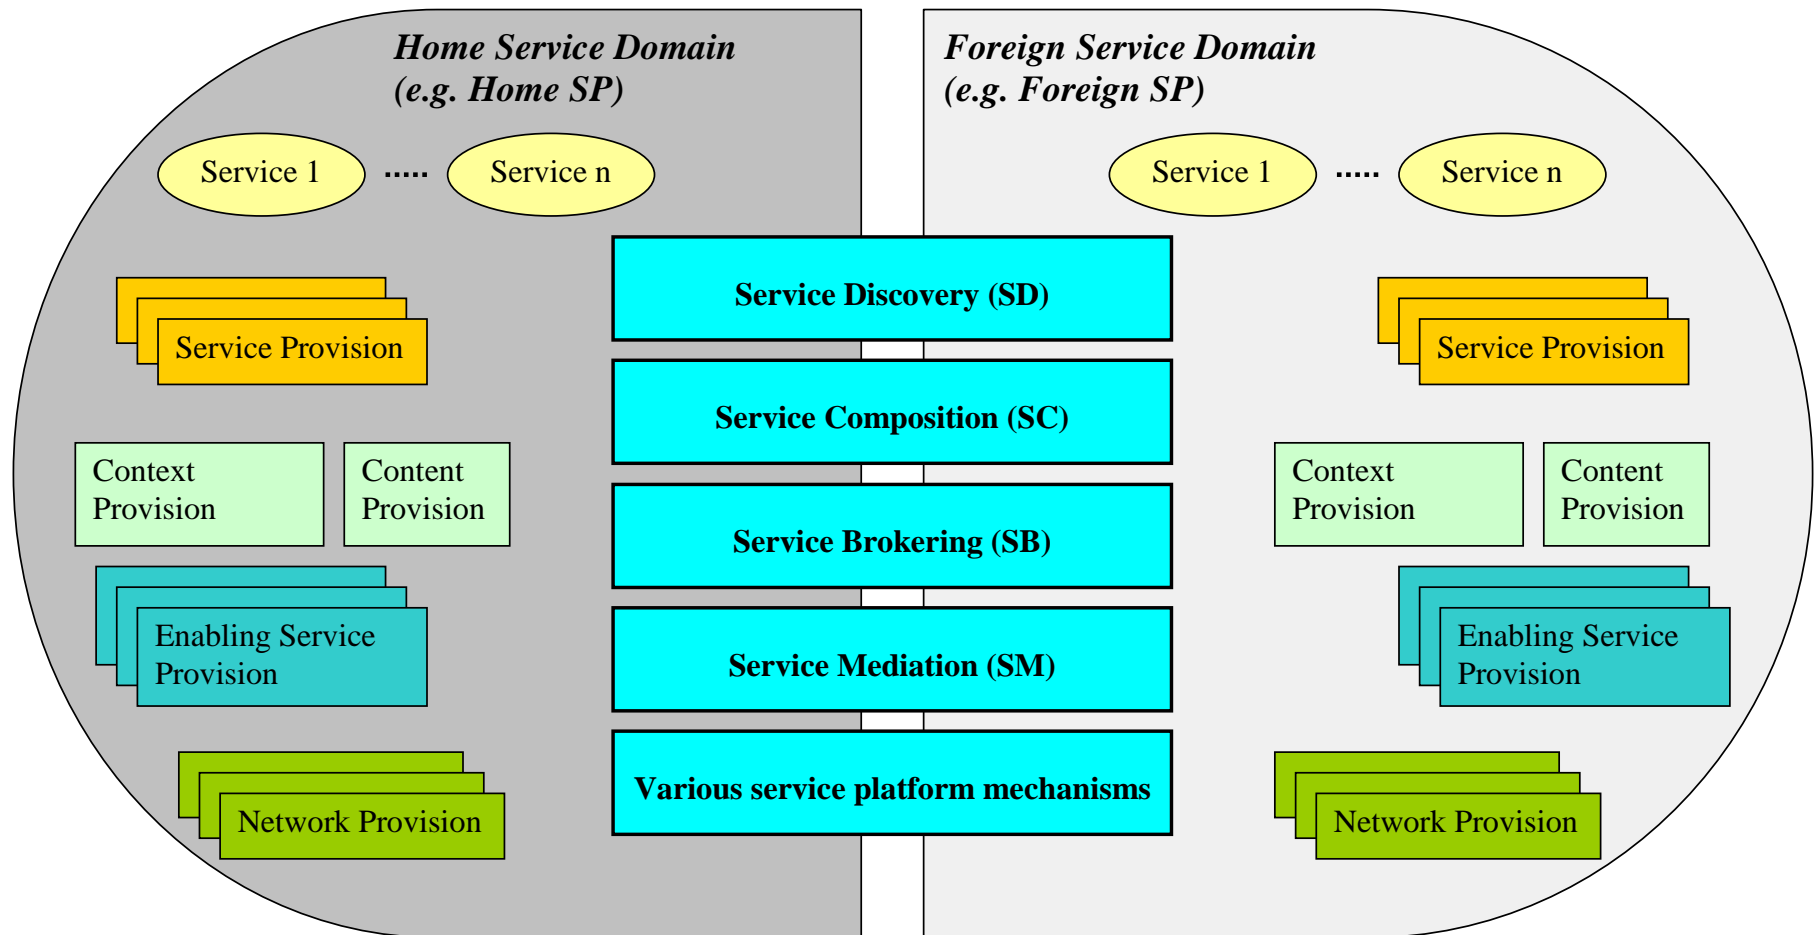 Home Service Domain
(e.g. Home SP)
Foreign Service Domain
(e.g. Foreign SP)
Service 1 ..... Service n
Service 1 ..... Service n
Service Discovery (SD)
Service Provision
Service Provision
Service Composition (SC)
Context
Provision
Content
Provision
Context
Provision
Content
Provision
Service Brokering (SB)
Enabling Service
Provision
Enabling Service
Provision
Service Mediation (SM)
Various service platform mechanisms
Network Provision
Network Provision